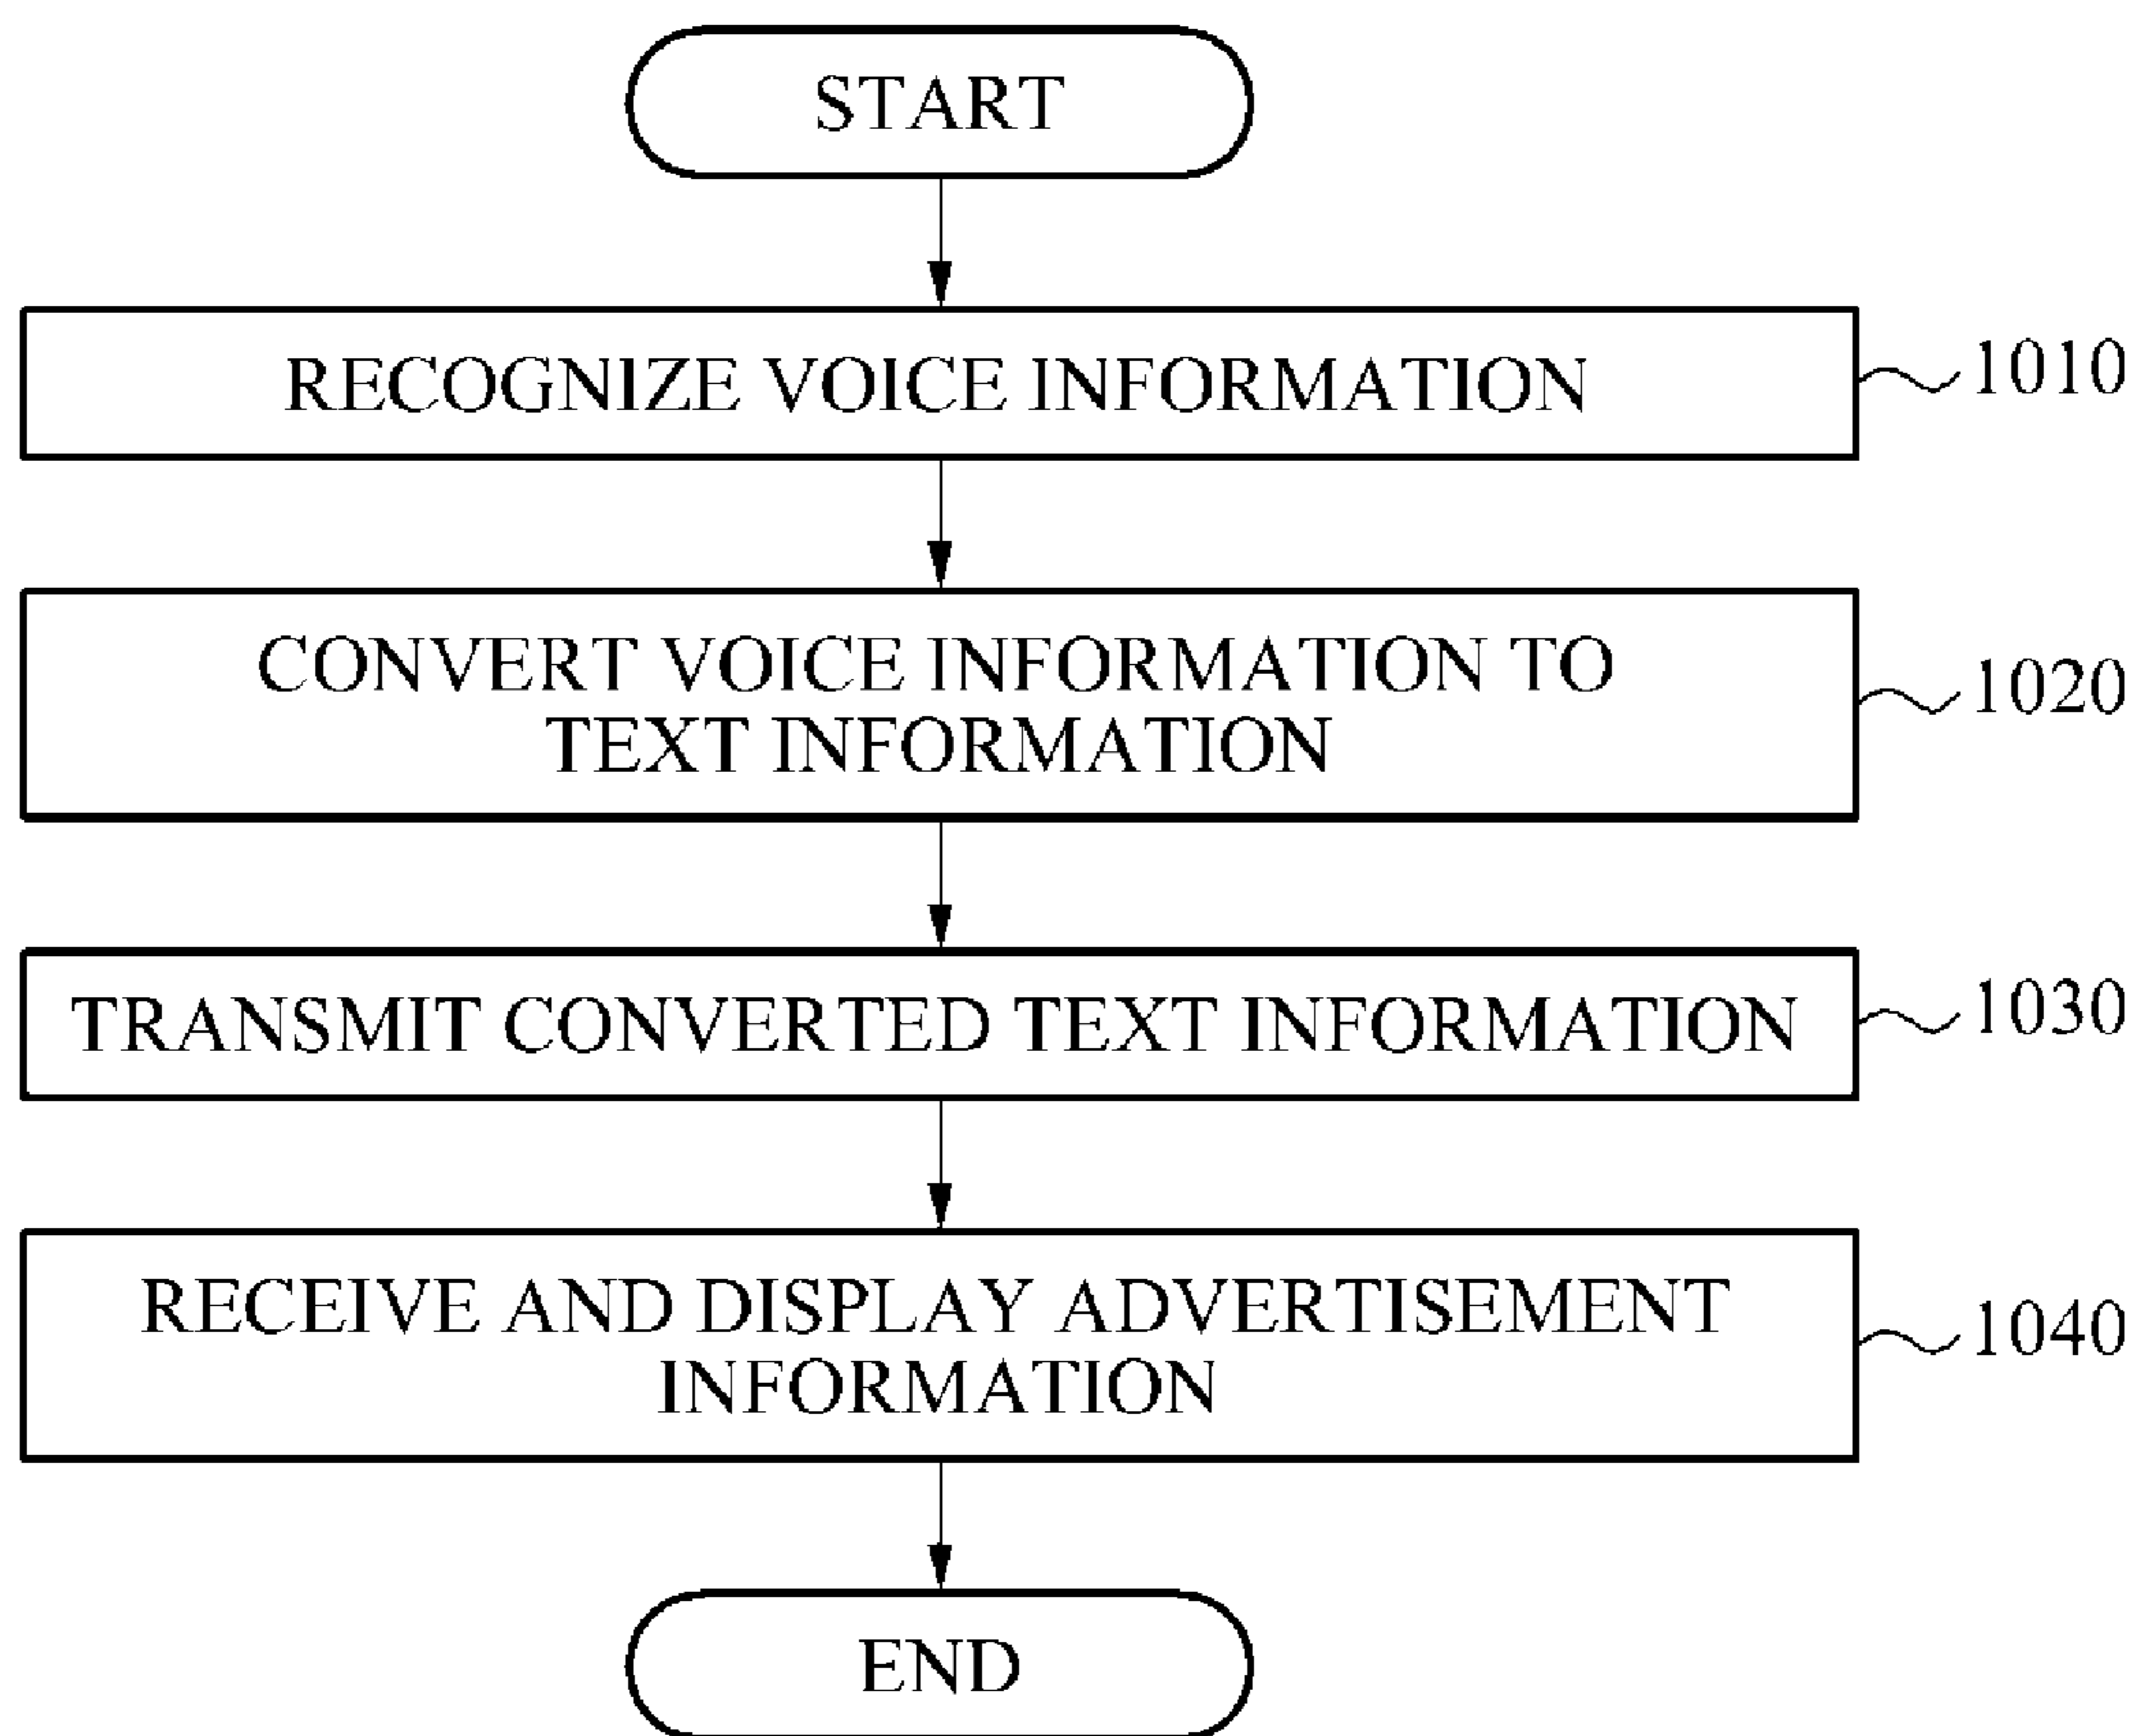 START
RECOGNIZE VOICE INFORMATION
1010
CONVERT VOICE INFORMATION TO
TEXT INFORMATION
1020
TRANSMIT CONVERTED TEXT INFORMATION
1030
RECEIVE AND DISPLAY ADVERTISEMENT
INFORMATION
1040
END